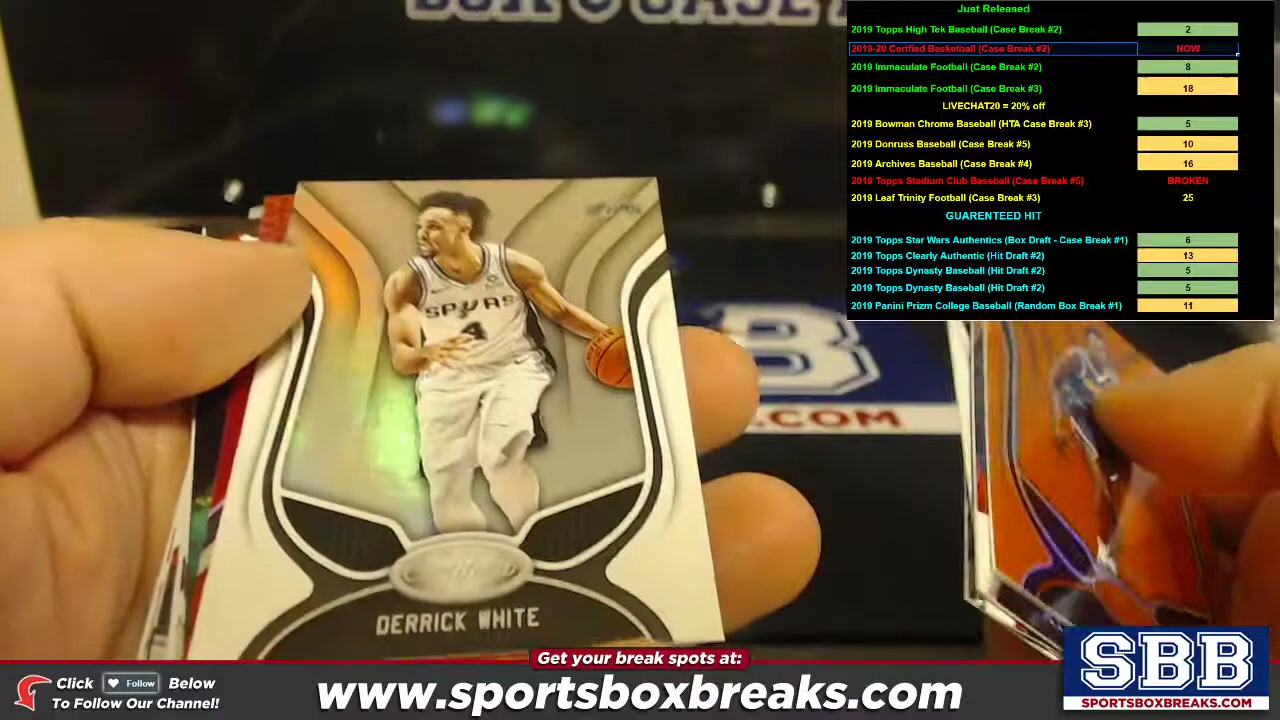 Just Released
2019 Topps High Tek Baseball (Case Break #2) 2
2019-20 Certfied Basketball (Case Break #2) NOW
2019 Immaculate Football (Case Break #2) 8
2019 Immaculate Football (Case Break #3) 18
LIVECHAT20 = 20% off
2019 Bowman Chrome Baseball (HTA Case Break #3) 5
2019 Donruss Baseball (Case Break #5) 10
2019 Archives Baseball (Case Break #4) 16
2019 Topps Stadium Club Baseball (Case Break #5) BROKEN
2019 Leaf Trinity Football (Case Break #3) 25
GUARENTEED HIT
2019 Topps Star Wars Authentics (Box Draft - Case Break #1) 6
2019 Topps Clearly Authentic (Hit Draft #2) 13
2019 Topps Dynasty Baseball (Hit Draft #2) 5
2019 Topps Dynasty Baseball (Hit Draft #2) 5
2019 Panini Prizm College Baseball (Random Box Break #1) 11
SPURS
4
B
.COM
DERRICK WHITE
Get your break spots at:
Click Follow Below
To Follow Our Channel!
www.sportsboxbreaks.com
SBB
SPORTSBOXBREAKS.COM